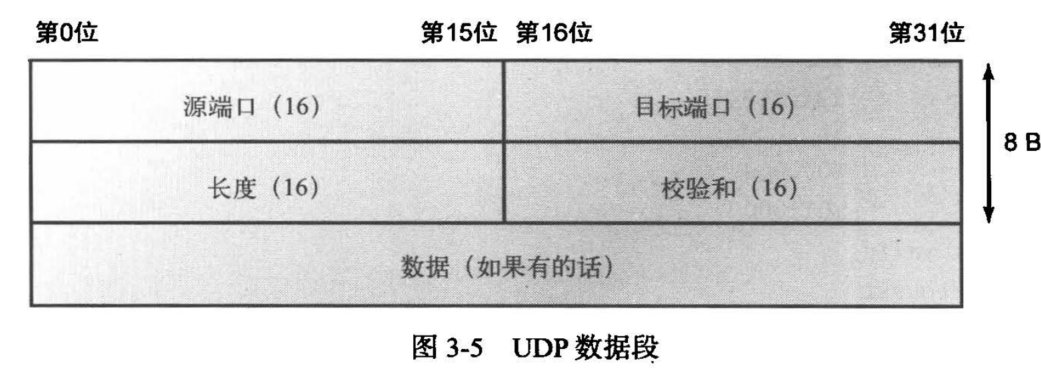 第0位 第15位 第16位 第31位
源端口（16） 目标端口（16）
8 B
长度（16） 校验和（16）
数据（如果有的话）
图 3-5 UDP 数据段